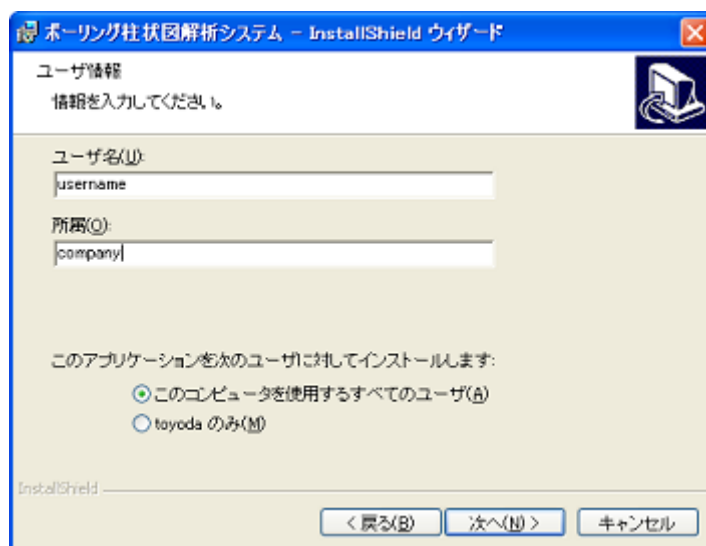 ボーリング柱状図解析システム - InstallShield ウィザード
ユーザ情報
情報を入力してください。
ユーザ名(U):
username
所属(O):
company
このアプリケーションを次のユーザに対してインストールします:
このコンピュータを使用するすべてのユーザ(A)
toyoda のみ(M)
InstallShield
< 戻る(B) 次へ(N) > キャンセル